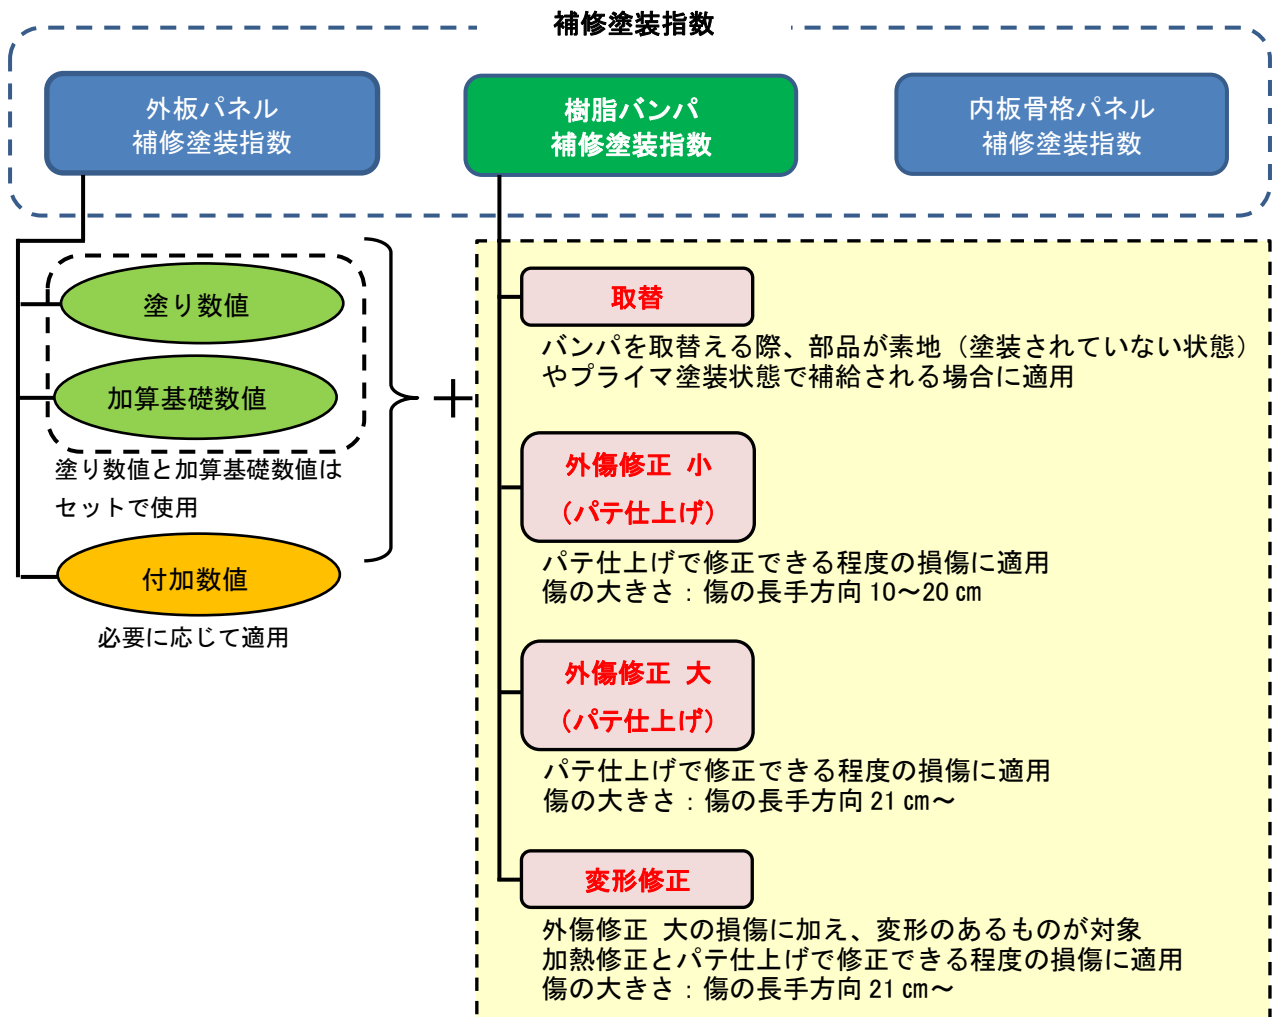 補修塗装指数
外板パネル
補修塗装指数
樹脂バンパ
補修塗装指数
内板骨格パネル
補修塗装指数
塗り数値
加算基礎数値
塗り数値と加算基礎数値は
セットで使用
付加数値
必要に応じて適用
＋
取替
バンパを取替える際、部品が素地（塗装されていない状態）
やプライマ塗装状態で補給される場合に適用
外傷修正 小
（パテ仕上げ）
パテ仕上げで修正できる程度の損傷に適用
傷の大きさ：傷の長手方向 10～20 ㎝
外傷修正 大
（パテ仕上げ）
パテ仕上げで修正できる程度の損傷に適用
傷の大きさ：傷の長手方向 21 ㎝～
変形修正
外傷修正 大の損傷に加え、変形のあるものが対象
加熱修正とパテ仕上げで修正できる程度の損傷に適用
傷の大きさ：傷の長手方向 21 ㎝～